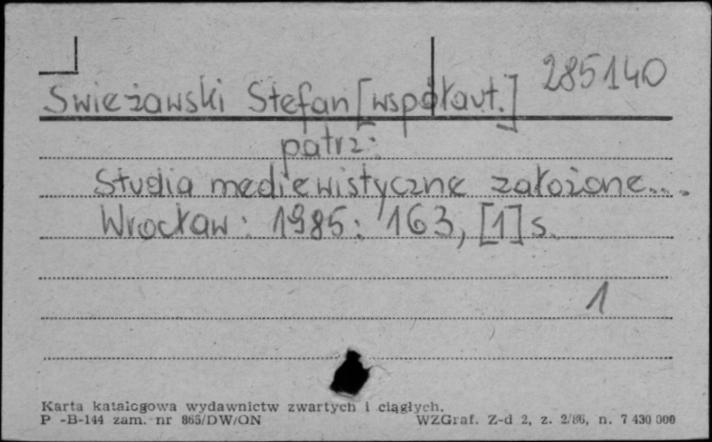 285140
Swieżawski Stefan [współaut.]
patrz:
Studia mediewistyczne założone...
Wrocław: 1985; 163, [1] s.
1
Karta katalogowa wydawnictw zwartych i ciągłych.
P -B-144 zam. nr 865/DW/ON WZGraf. Z-d 2, z. 2/86, n. 7 430 000